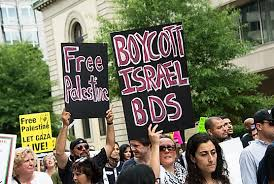 Free
Palestine
BOYCOTT
ISRAEL
BDS
Free
Palestine
LET GAZA
LIVE!